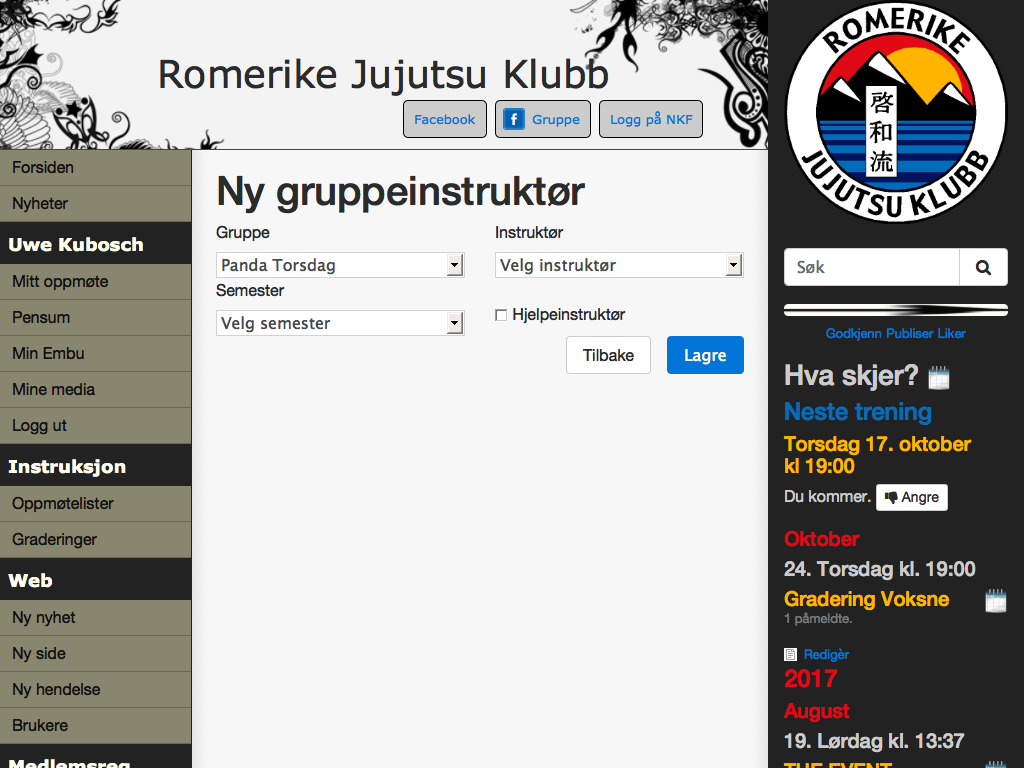 Romerike Jujutsu Klubb
Facebook
Gruppe
Logg på NKF
Forsiden
Nyheter
Uwe Kubosch
Mitt oppmøte
Pensum
Min Embu
Mine media
Logg ut
Instruksjon
Oppmøtelister
Graderinger
Web
Ny nyhet
Ny side
Ny hendelse
Brukere
Medlemsreg
Ny gruppeinstruktør
Gruppe
Panda Torsdag
Instruktør
Velg instruktør
Semester
Velg semester
Hjelpeinstruktør
Tilbake
Lagre
ROMERIKE
啓和流
JUJUTSU KLUBB
Søk
Godkjenn Publiser Liker
Hva skjer?
Neste trening
Torsdag 17. oktober
kl 19:00
Du kommer.
Angre
Oktober
24. Torsdag kl. 19:00
Gradering Voksne
1 påmeldte.
Redigèr
2017
August
19. Lørdag kl. 13:37
THE EVENT